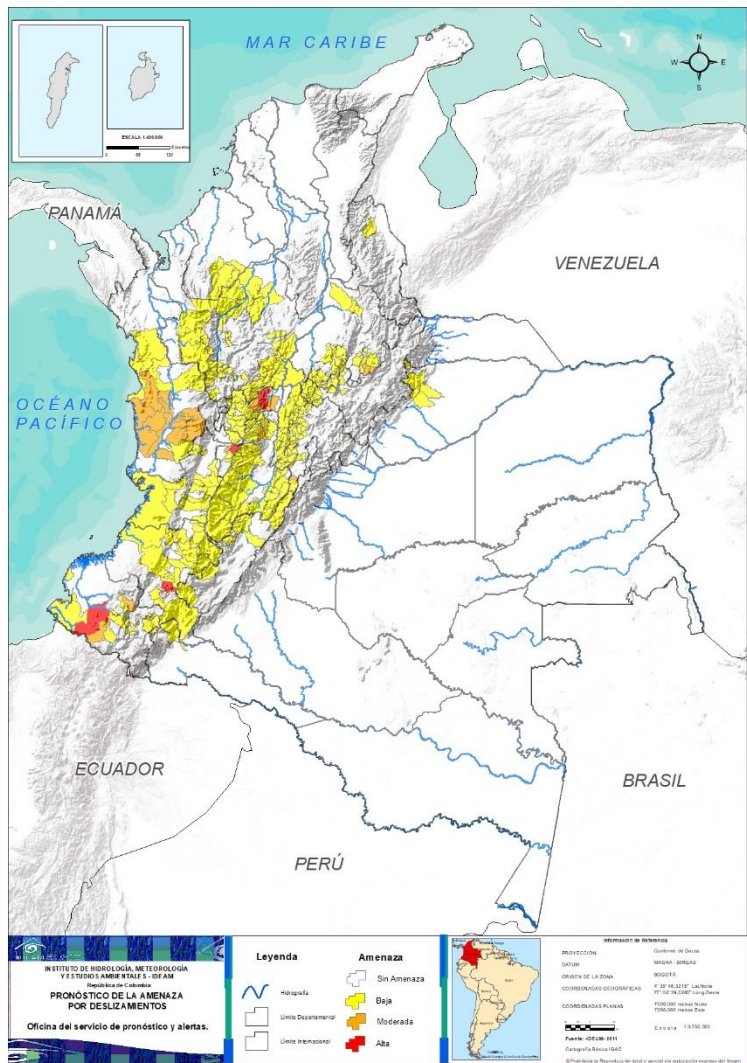 MAR CARIBE
N
W
E
S
ESCALA 1:400.000
PANAMÁ
VENEZUELA
OCÉANO
PACÍFICO
ECUADOR
BRASIL
PERÚ
INSTITUTO DE HIDROLOGÍA, METEOROLOGÍA
Y ESTUDIOS AMBIENTALES - IDEAM
República de Colombia
PRONÓSTICO DE LA AMENAZA
POR DESLIZAMIENTOS
Oficina del servicio de pronóstico y alertas.
Leyenda
Hidrografía
Límite Departamental
Límite Internacional
Amenaza
Sin Amenaza
Baja
Moderada
Alta
Información de Referencia
PROYECCIÓN
Conforme de Gauss
DATUM
MAGNA - SIRGAS
ORIGEN DE LA ZONA
BOGOTÁ
COORDENADAS GEOGRÁFICAS
COORDENADAS PLANAS
Escala 1:3.750.000
Fuente: -IDEAM- 2011
Cartografía Básica IGAC